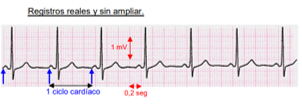 Registros reales y sin ampliar.
1 mV
1 ciclo cardíaco
0,2 seg